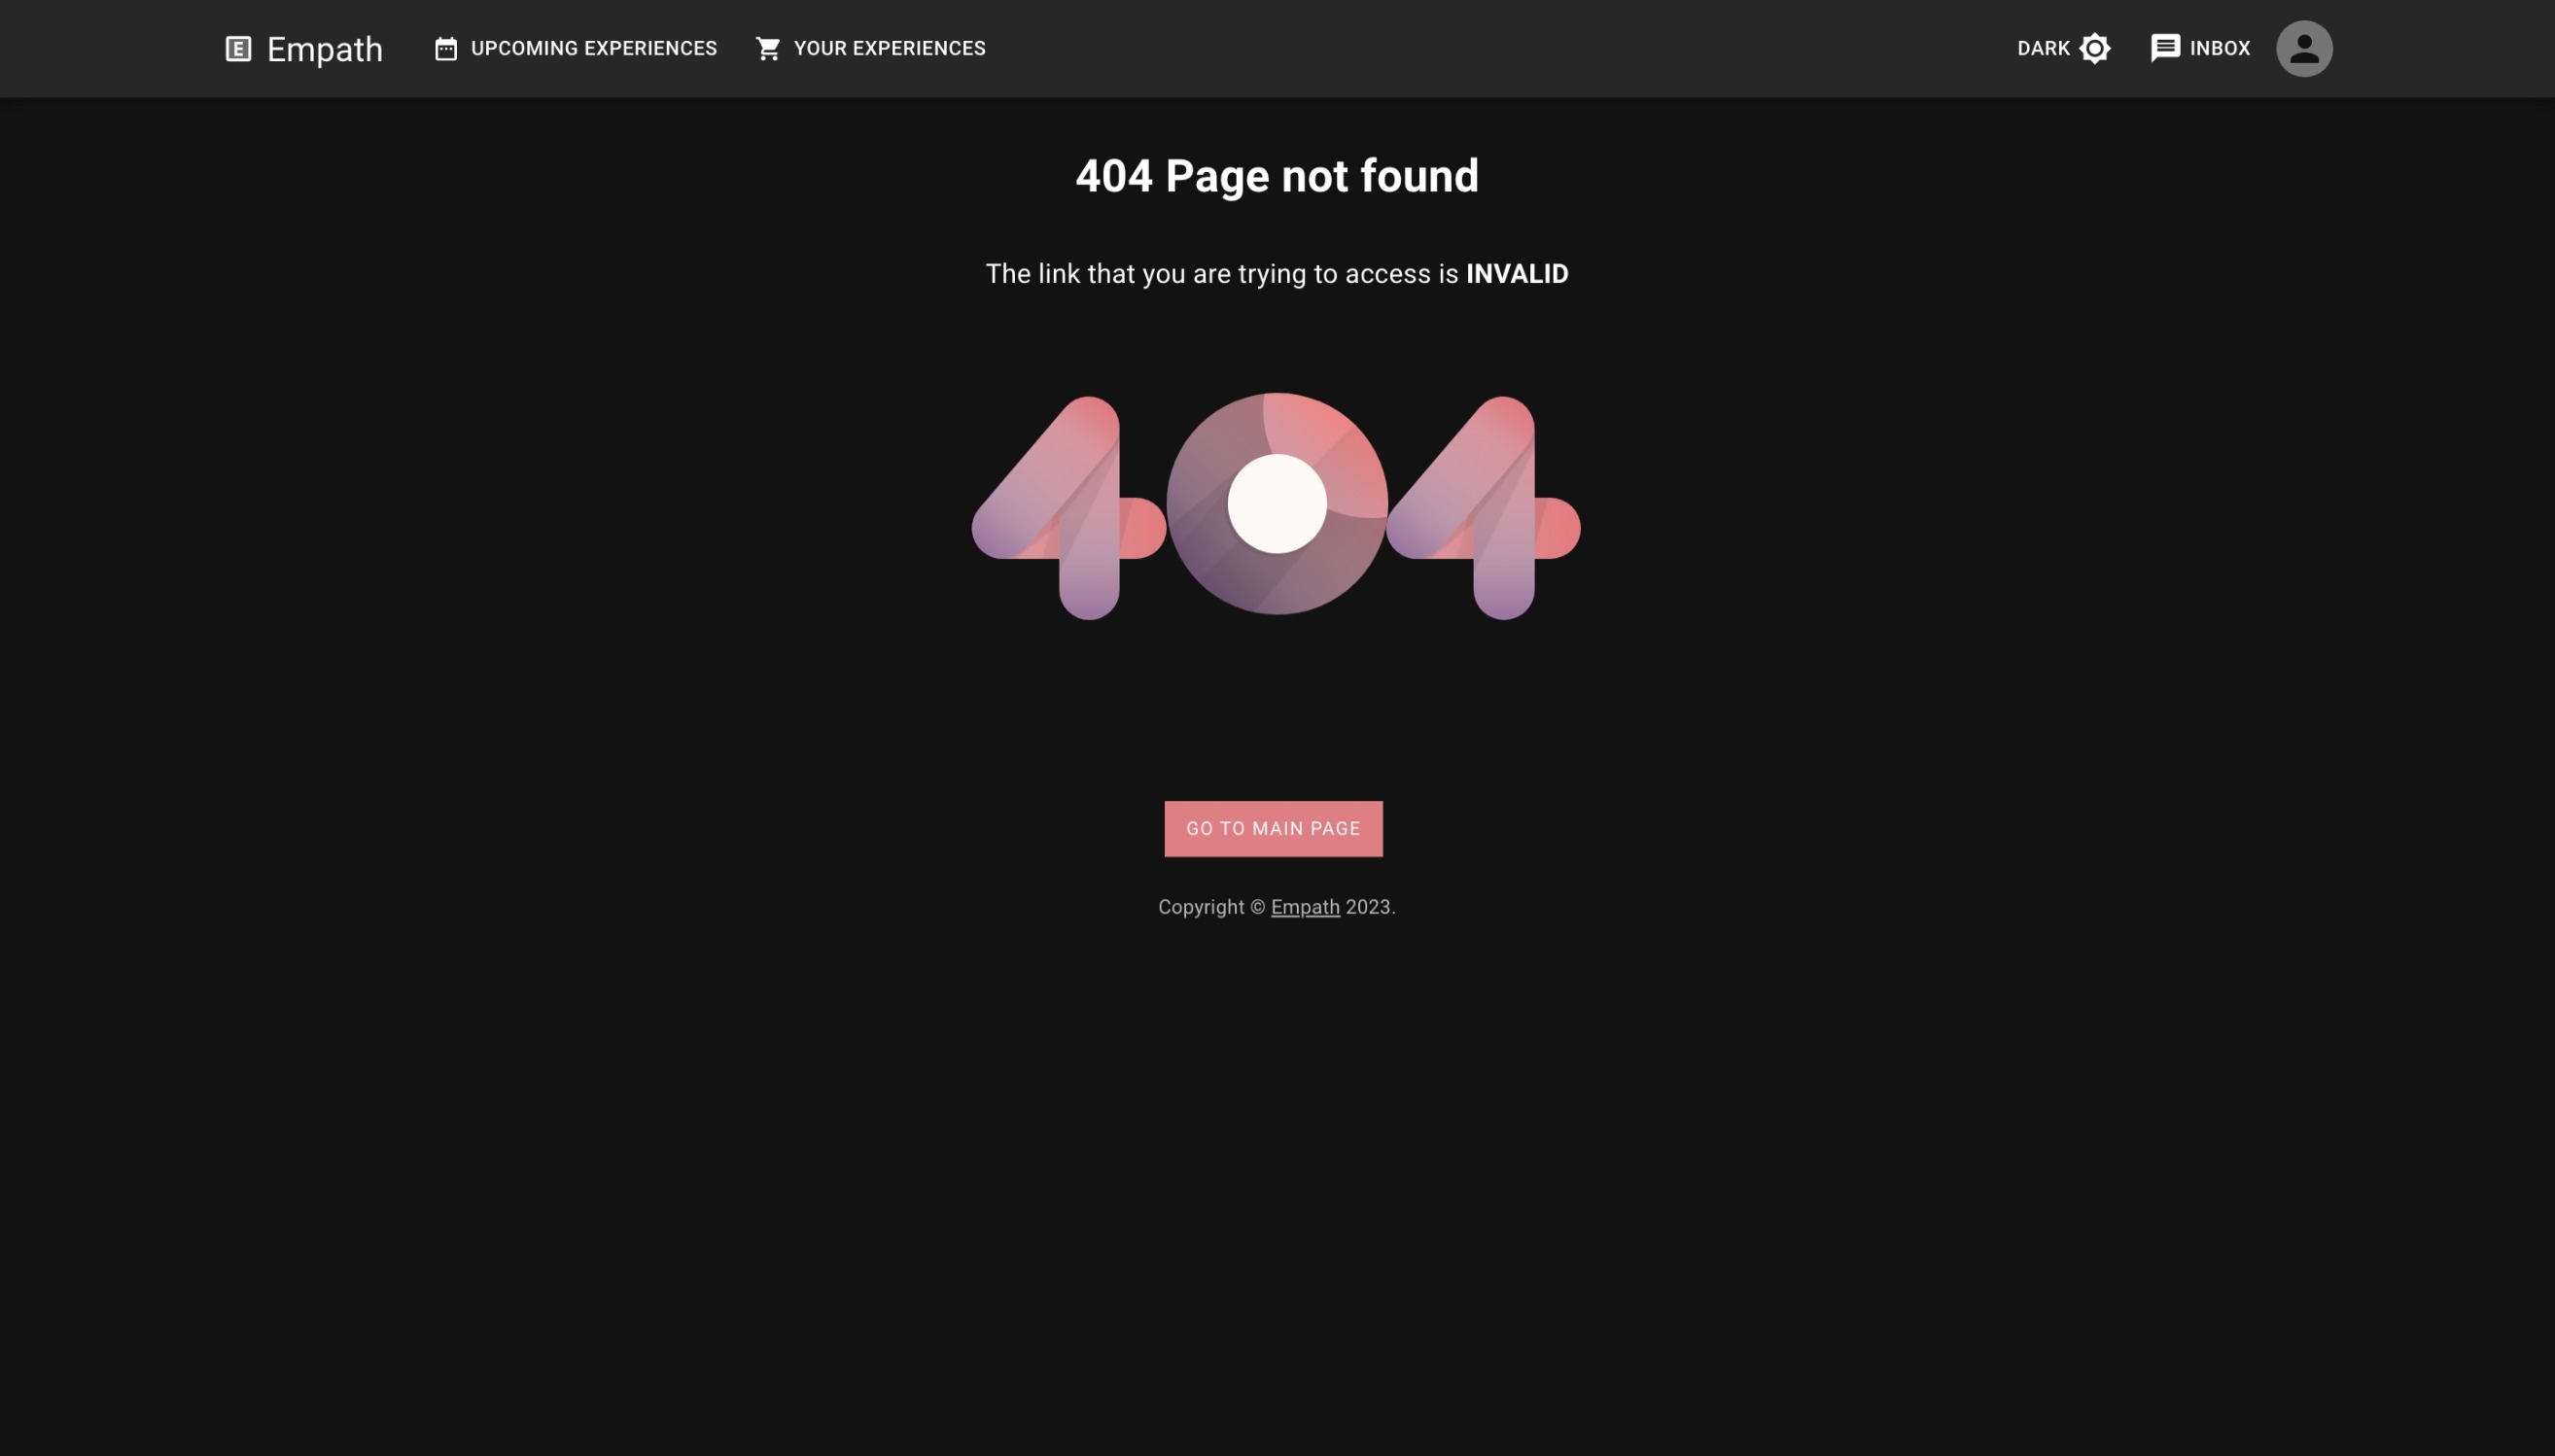 E Empath UPCOMING EXPERIENCES YOUR EXPERIENCES DARK INBOX
404 Page not found
The link that you are trying to access is INVALID
404
GO TO MAIN PAGE
Copyright © Empath 2023.